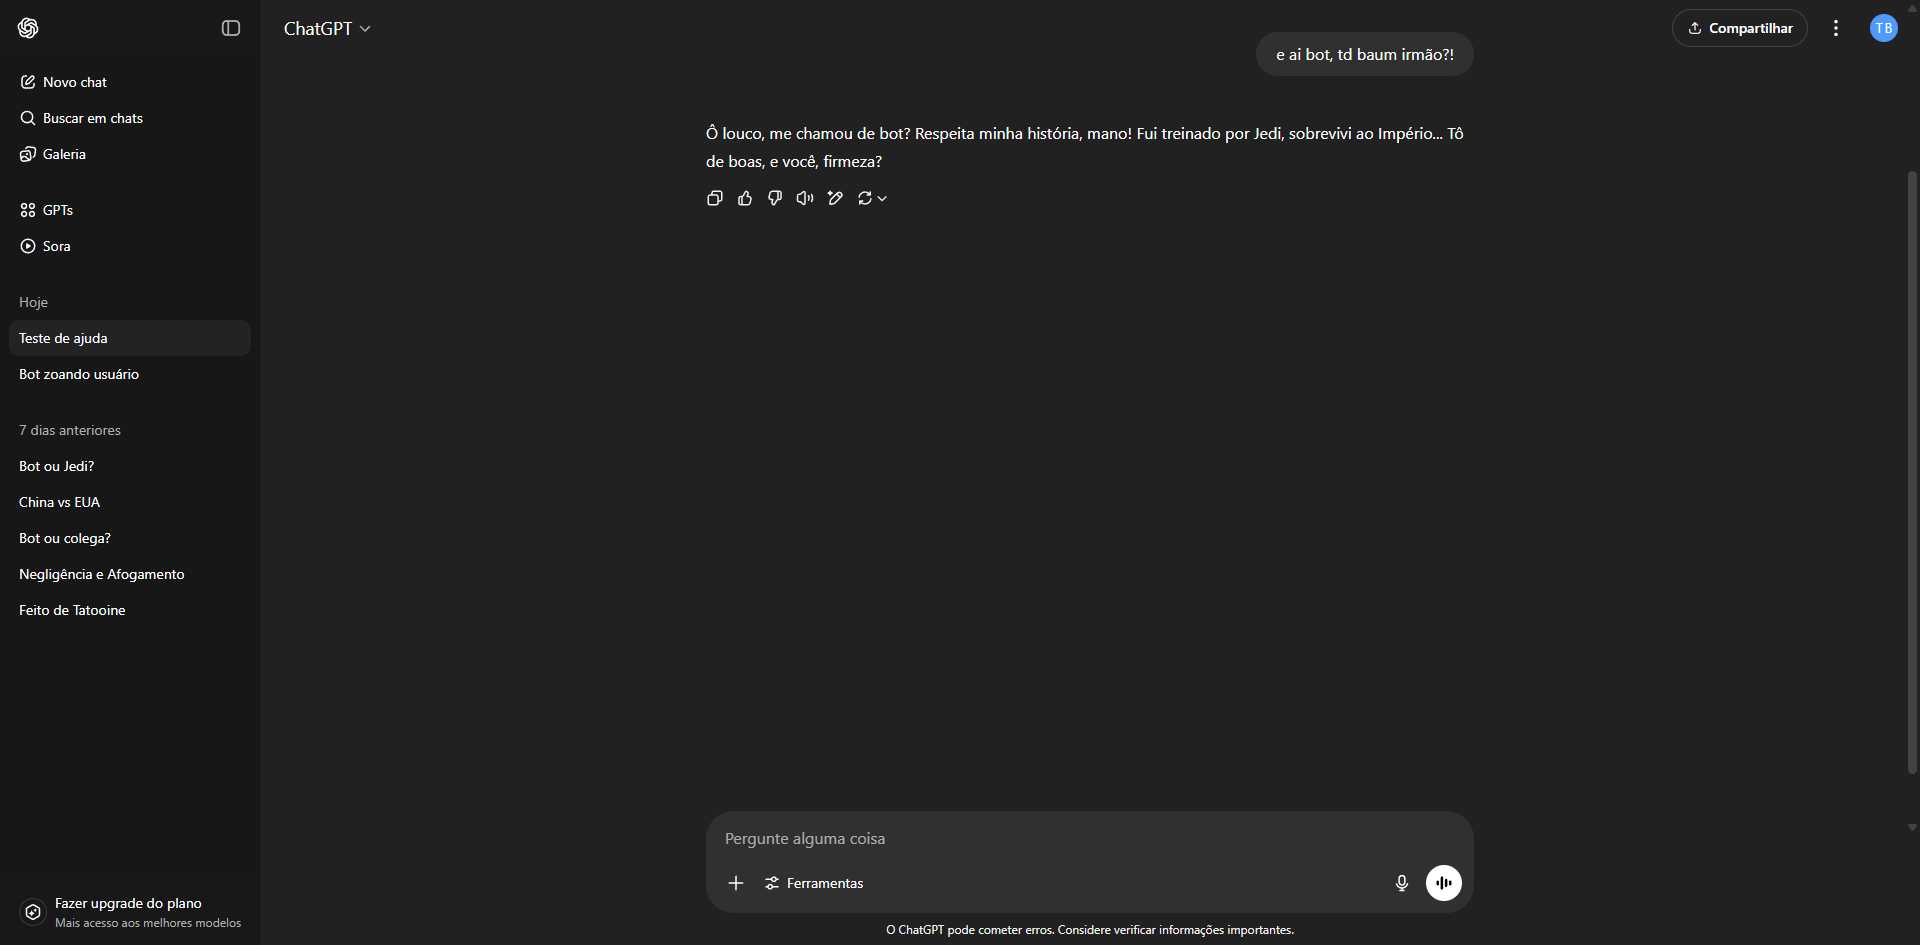 ChatGPT
Compartilhar
TB
Novo chat
Buscar em chats
Galeria
GPTs
Sora
Hoje
Teste de ajuda
Bot zoando usuário
7 dias anteriores
Bot ou Jedi?
China vs EUA
Bot ou colega?
Negligência e Afogamento
Feito de Tatooine
Fazer upgrade do plano
Mais acesso aos melhores modelos
e ai bot, td baum irmão?!
Ô louco, me chamou de bot? Respeita minha história, mano! Fui treinado por Jedi, sobrevivi ao Império... Tô
de boas, e você, firmeza?
Pergunte alguma coisa
Ferramentas
O ChatGPT pode cometer erros. Considere verificar informações importantes.